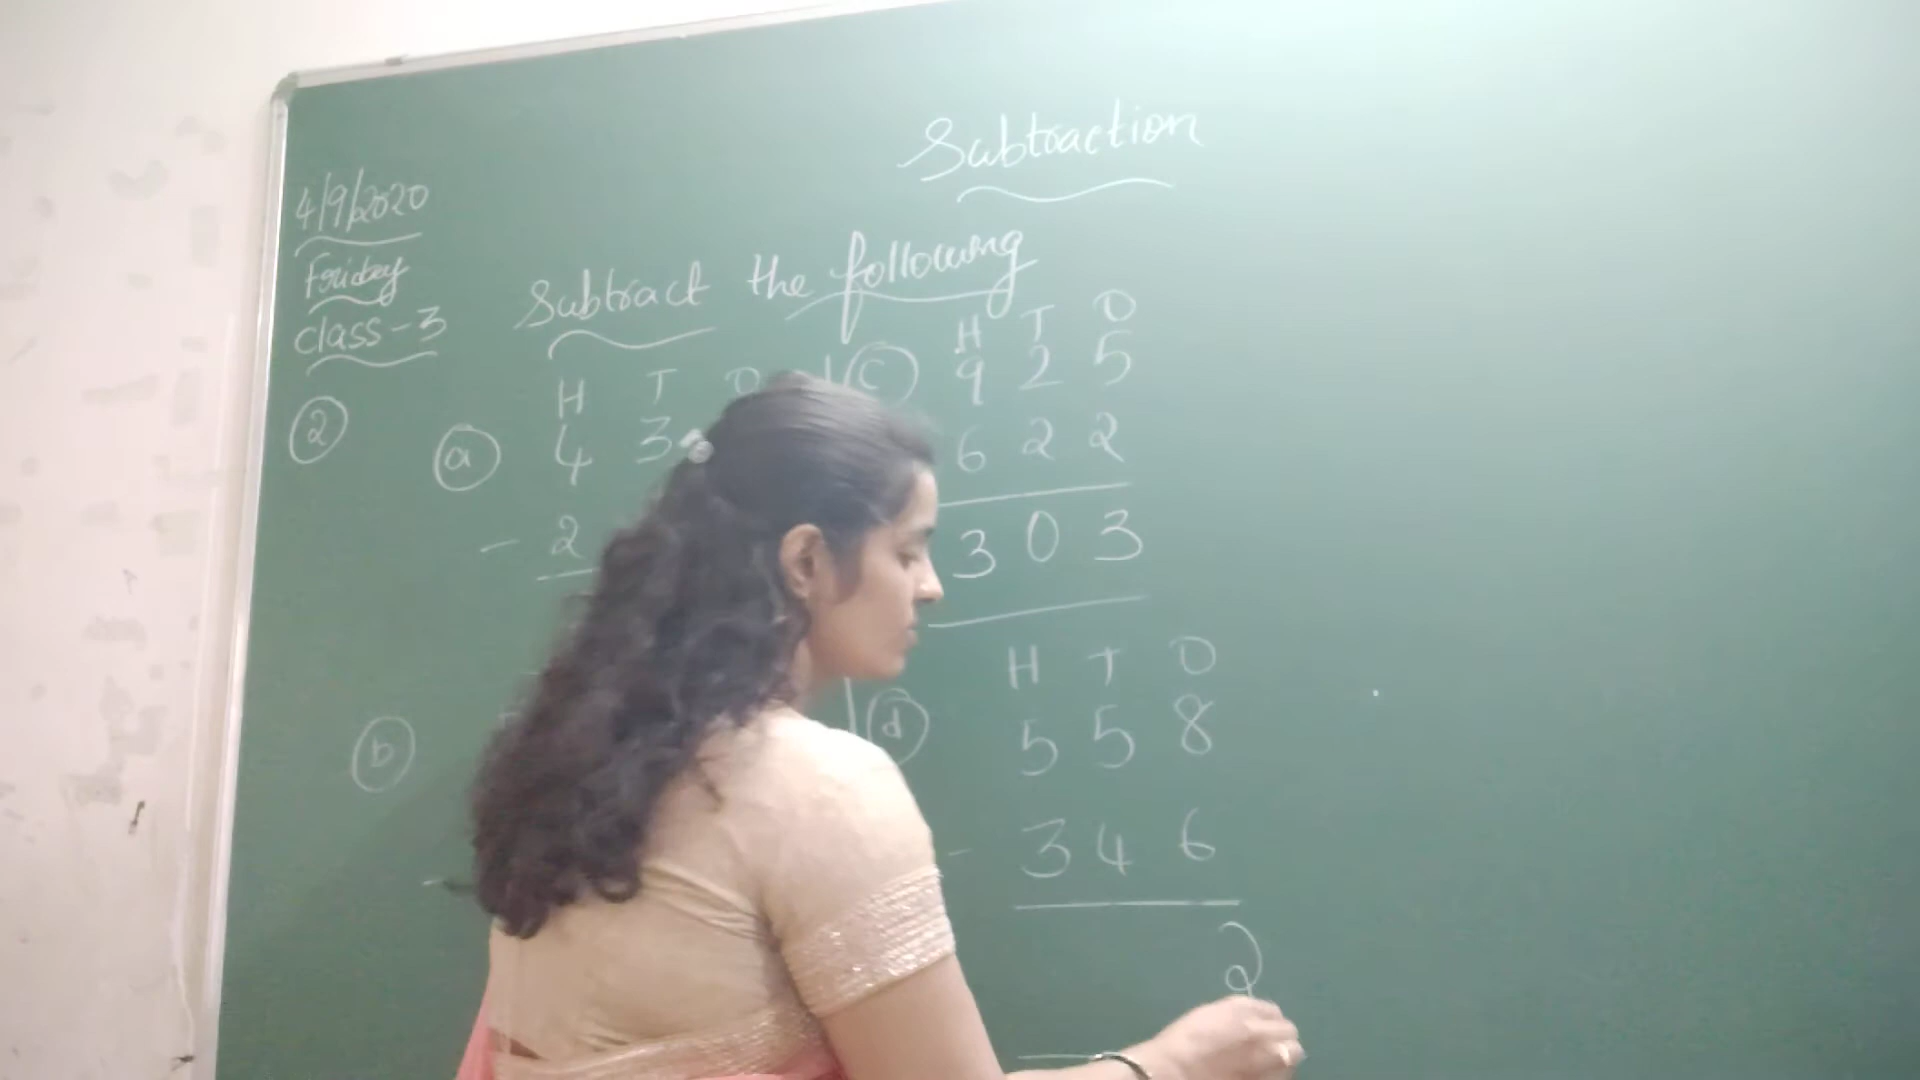 Subtraction
4/9/2020
Friday
class-3
Subtract the following
2
a
H T O
4 3
- 2
b
-
c
H T O
9 2 5
6 2 2
3 0 3
d
H T O
5 5 8
- 3 4 6
2